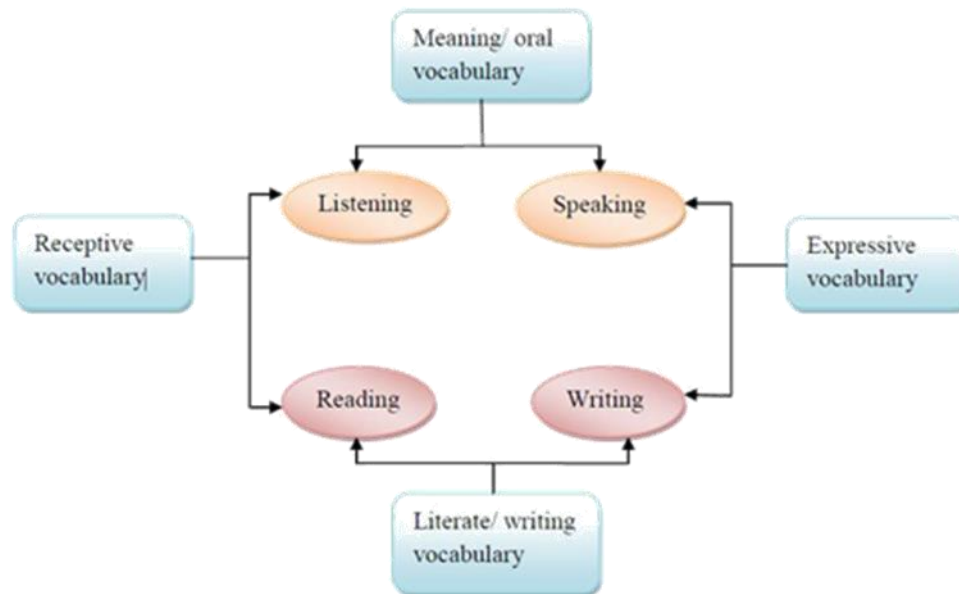 Meaning/ oral
vocabulary
Listening
Speaking
Receptive
vocabulary
Expressive
vocabulary
Reading
Writing
Literate/ writing
vocabulary